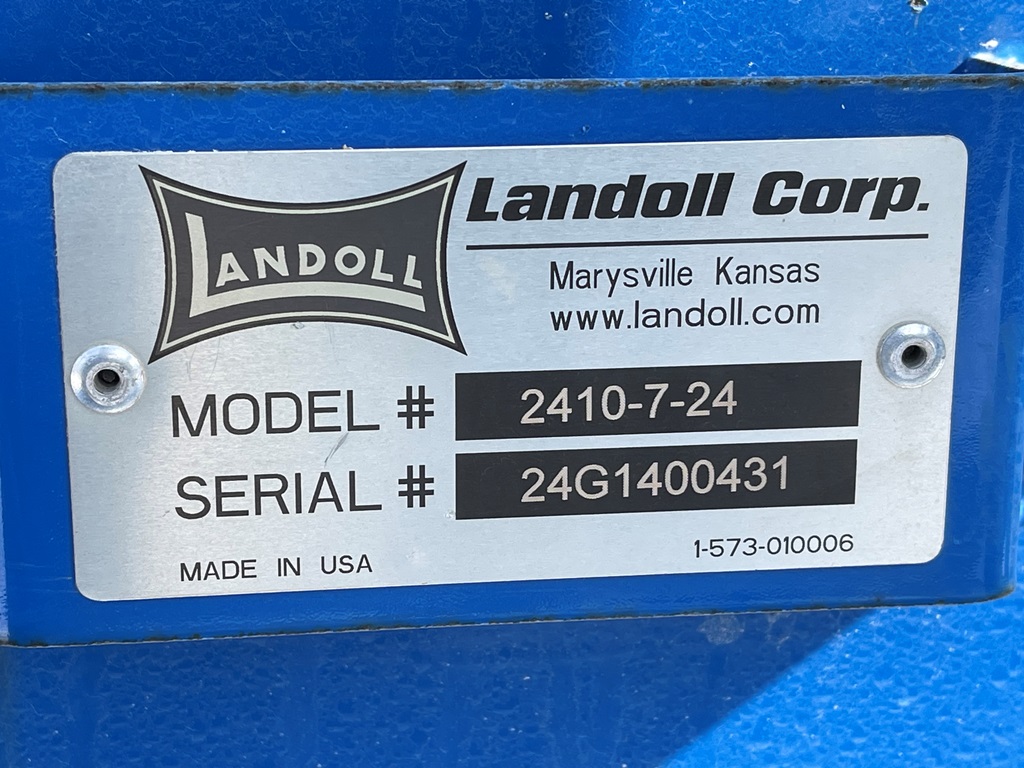 LANDOLL
Landoll Corp.
Marysville Kansas
www.landoll.com
MODEL # 2410-7-24
SERIAL # 24G1400431
MADE IN USA 1-573-010006